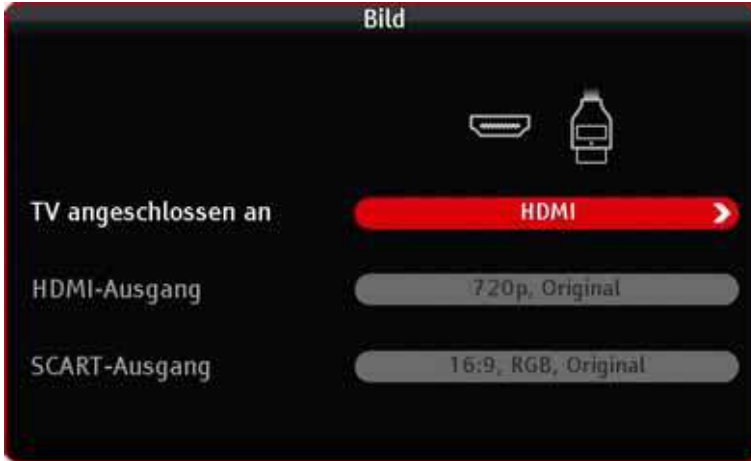 Bild
TV angeschlossen an HDMI
HDMI-Ausgang 720p, Original
SCART-Ausgang 16:9, RGB, Original